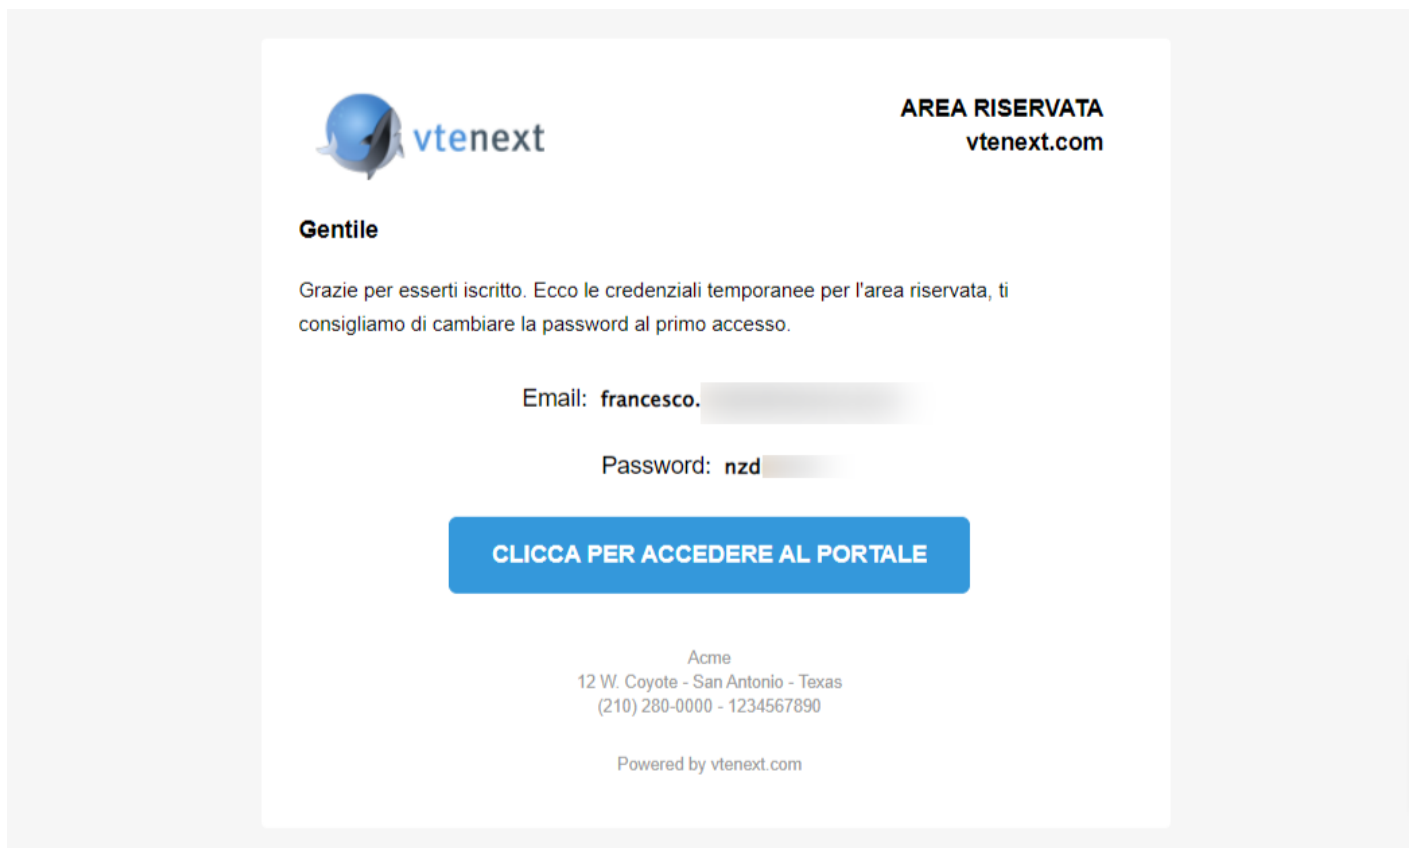 vtenext
AREA RISERVATA
vtenext.com
Gentile
Grazie per esserti iscritto. Ecco le credenziali temporanee per l'area riservata, ti
consigliamo di cambiare la password al primo accesso.
Email: francesco.
Password: nzd
CLICCA PER ACCEDERE AL PORTALE
Acme
12 W. Coyote - San Antonio - Texas
(210) 280-0000 - 1234567890
Powered by vtenext.com